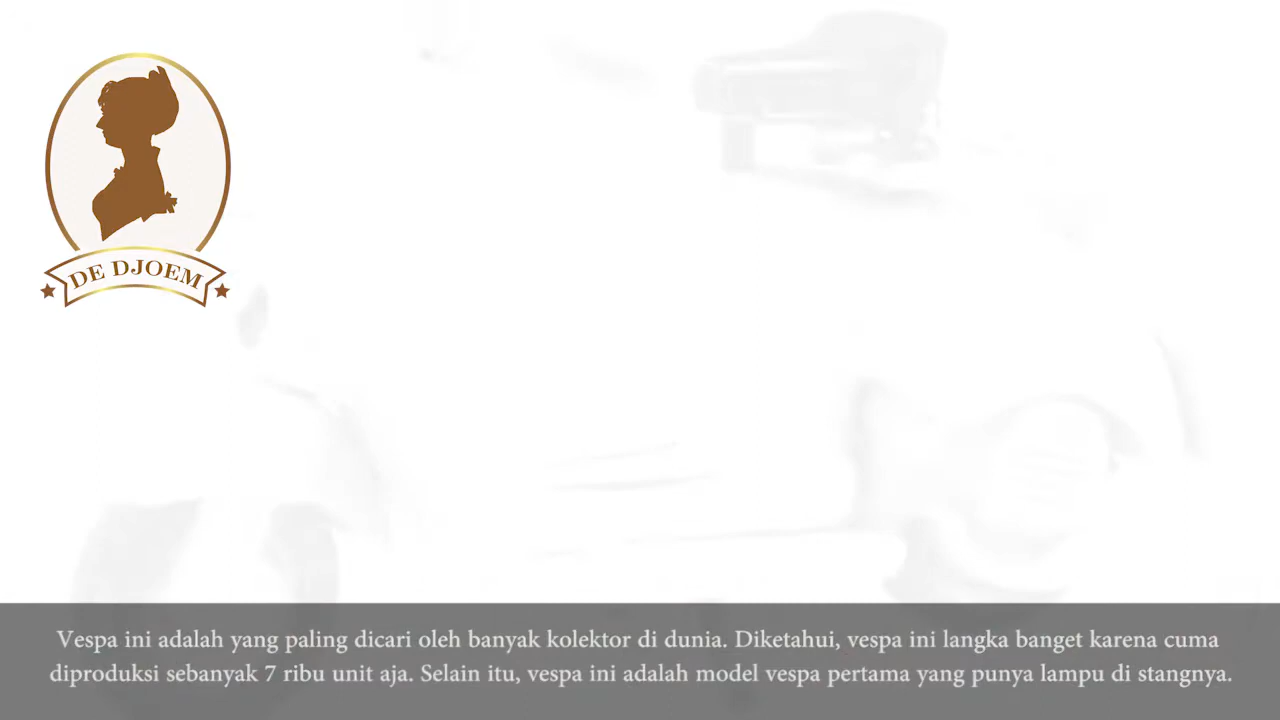 DE DJOEM
Vespa ini adalah yang paling dicari oleh banyak kolektor di dunia. Diketahui, vespa ini langka banget karena cuma
diproduksi sebanyak 7 ribu unit aja. Selain itu, vespa ini adalah model vespa pertama yang punya lampu di stangnya.